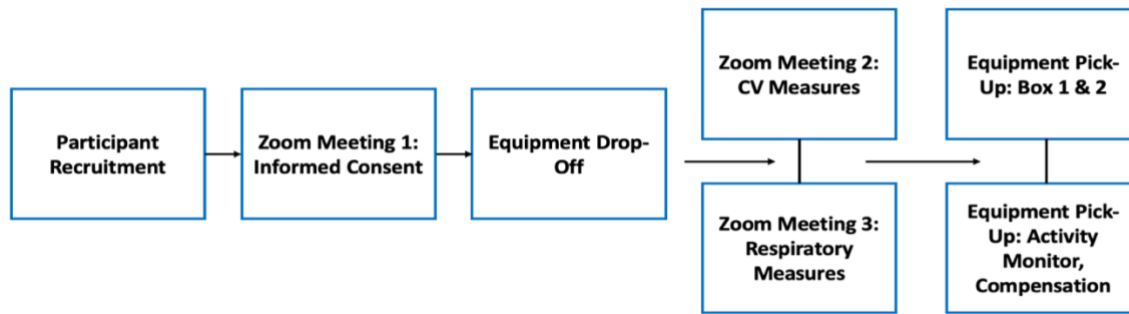 Participant
Recruitment
Zoom Meeting 1:
Informed Consent
Equipment Drop-
Off
Zoom Meeting 2:
CV Measures
Zoom Meeting 3:
Respiratory
Measures
Equipment Pick-
Up: Box 1 & 2
Equipment Pick-
Up: Activity
Monitor,
Compensation